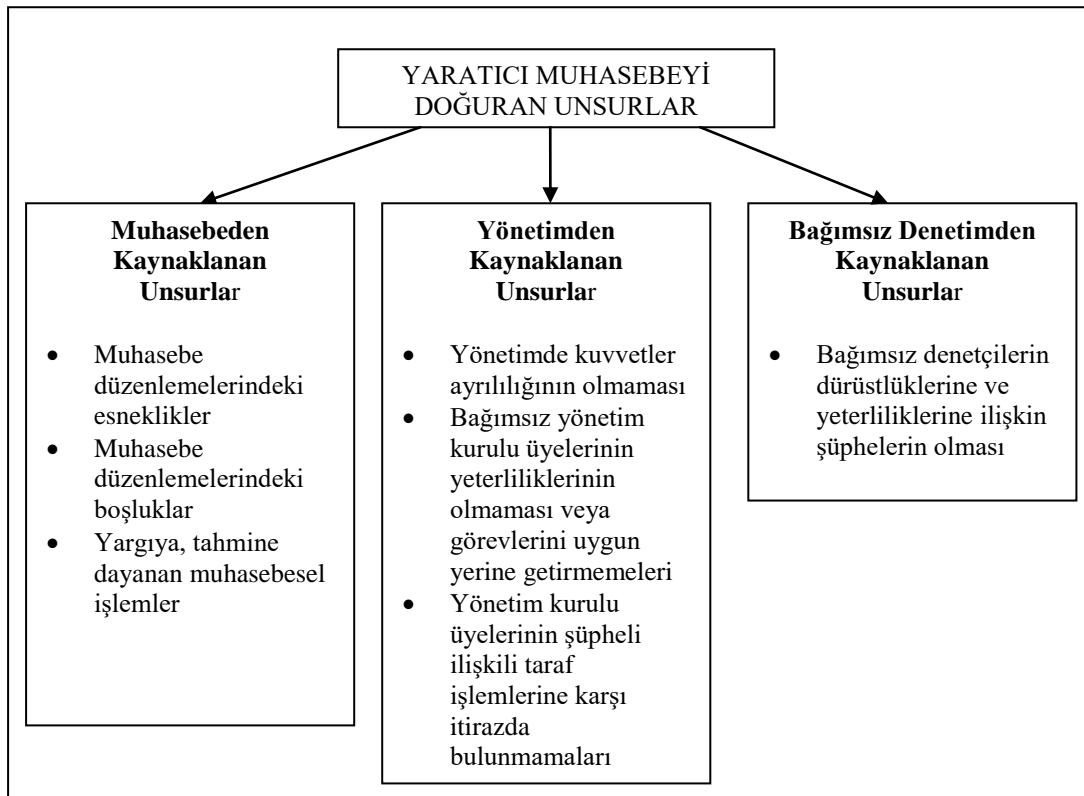 YARATICI MUHASEBEYİ
DOĞURAN UNSURLAR
Muhasebeden
Kaynaklanan
Unsurlar
• Muhasebe
düzenlemelerindeki
esneklikler
• Muhasebe
düzenlemelerindeki
boşluklar
• Yargıya, tahmine
dayanan muhasebesel
işlemler
Yönetimden
Kaynaklanan
Unsurlar
• Yönetimde kuvvetler
ayrılılığının olmaması
• Bağımsız yönetim
kurulu üyelerinin
yeterliliklerinin
olmaması veya
görevlerini uygun
yerine getirmemeleri
• Yönetim kurulu
üyelerinin şüpheli
ilişkili taraf
işlemlerine karşı
itirazda
bulunmamaları
Bağımsız Denetimden
Kaynaklanan
Unsurlar
• Bağımsız denetçilerin
dürüstlüklerine ve
yeterliliklerine ilişkin
şüphelerin olması